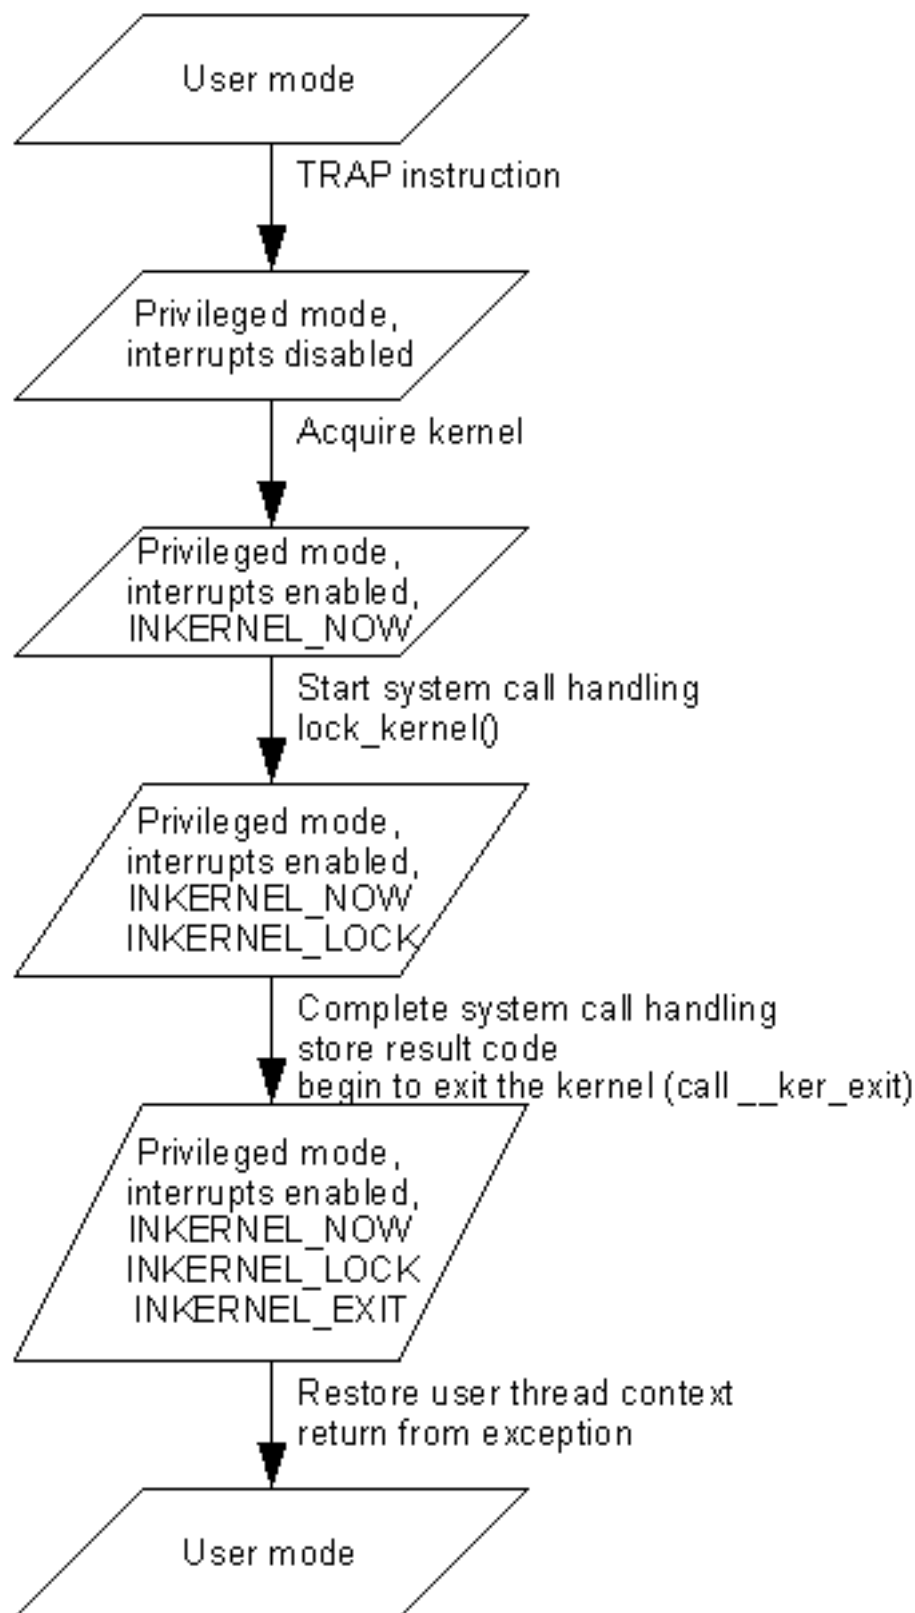 User mode
TRAP instruction
Privileged mode,
interrupts disabled
Acquire kernel
Privileged mode,
interrupts enabled,
INKERNEL_NOW
Start system call handling
lock_kernel()
Privileged mode,
interrupts enabled,
INKERNEL_NOW
INKERNEL_LOCK
Complete system call handling
store result code
begin to exit the kernel (call __ker_exit)
Privileged mode,
interrupts enabled,
INKERNEL_NOW
INKERNEL_LOCK
INKERNEL_EXIT
Restore user thread context
return from exception
User mode